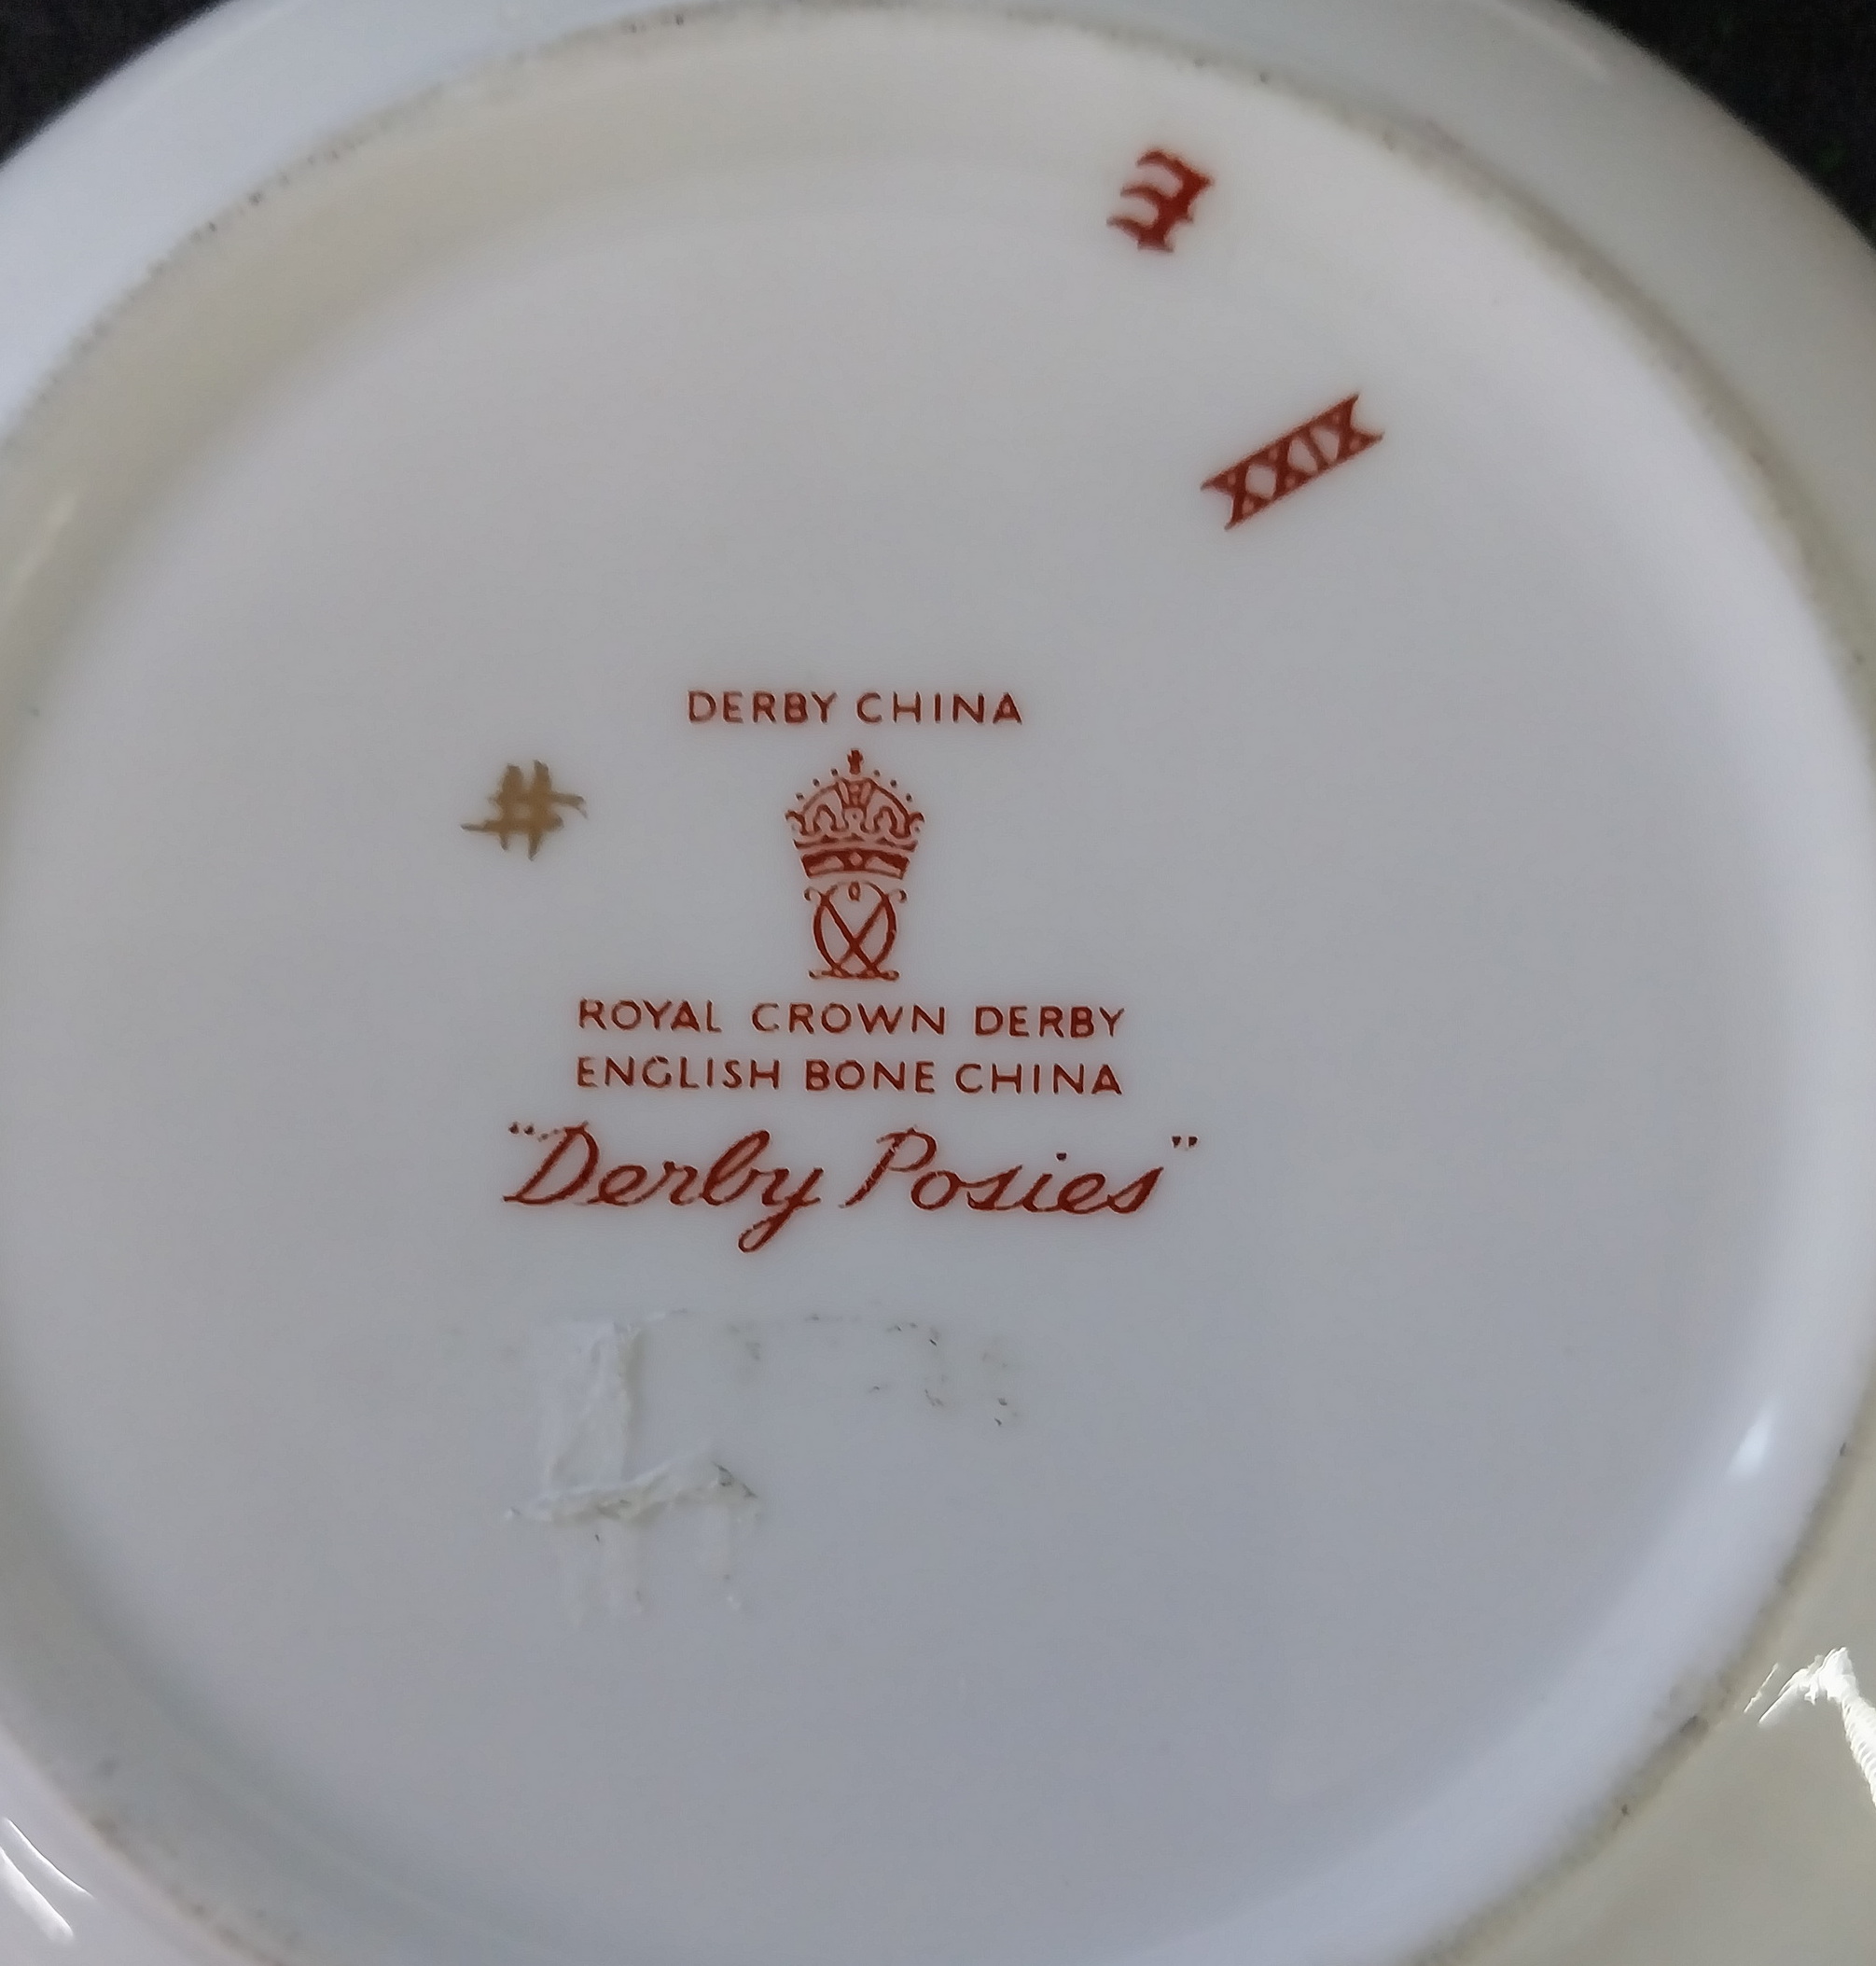 XXIX
DERBY CHINA
#
ROYAL CROWN DERBY
ENGLISH BONE CHINA
"Derby Posies"